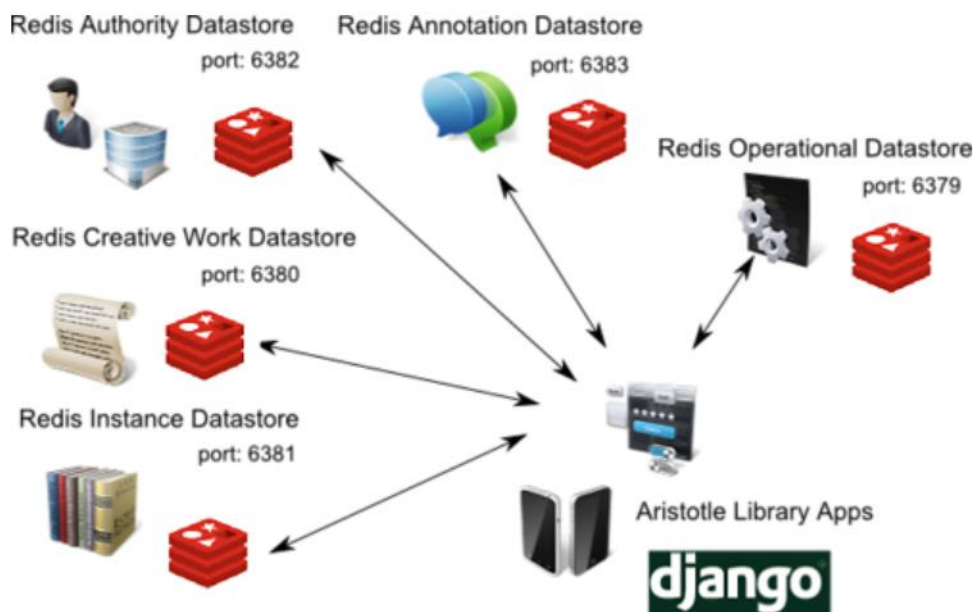 Redis Authority Datastore
port: 6382
Redis Annotation Datastore
port: 6383
Redis Operational Datastore
port: 6379
Redis Creative Work Datastore
port: 6380
Redis Instance Datastore
port: 6381
Aristotle Library Apps
django